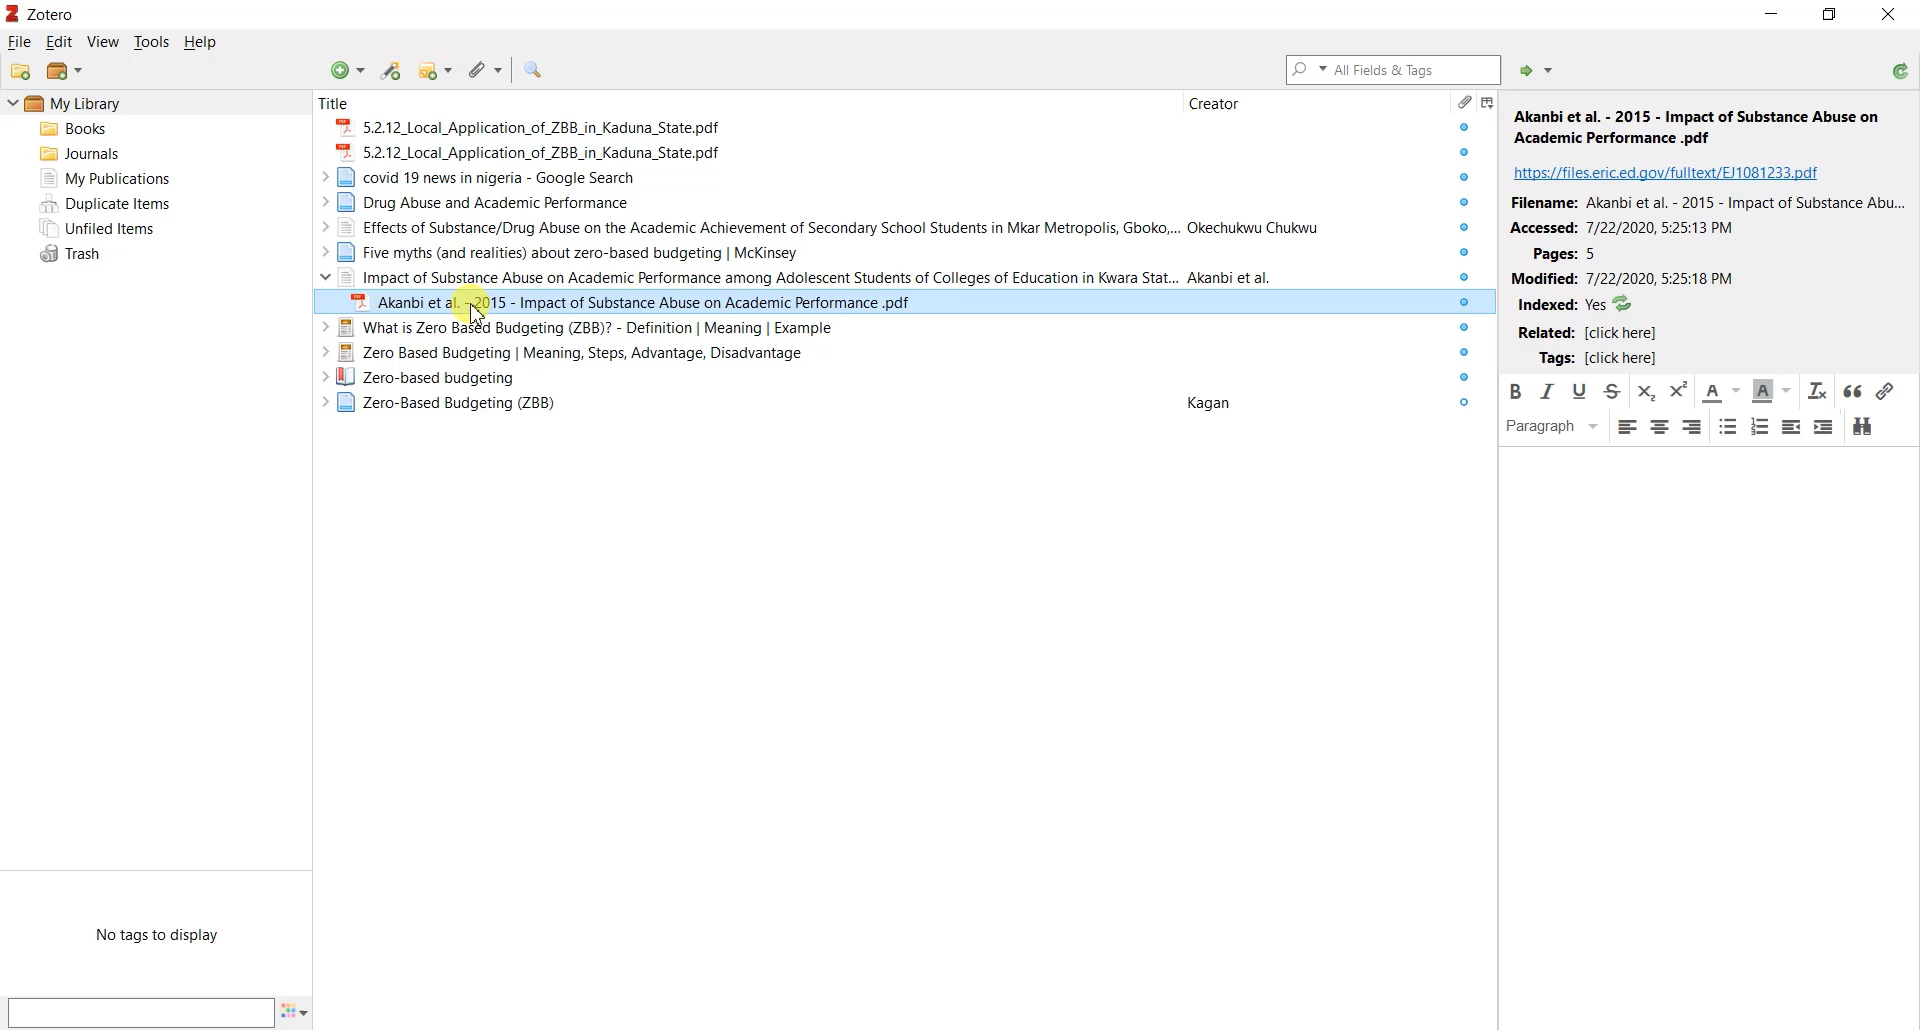 Zotero
File Edit View Tools Help
All Fields & Tags
My Library
Books
Journals
My Publications
Duplicate Items
Unfiled Items
Trash
No tags to display
Title Creator
5.2.12_Local_Application_of_ZBB_in_Kaduna_State.pdf
5.2.12_Local_Application_of_ZBB_in_Kaduna_State.pdf
covid 19 news in nigeria - Google Search
Drug Abuse and Academic Performance
Effects of Substance/Drug Abuse on the Academic Achievement of Secondary School Students in Mkar Metropolis, Gboko,... Okechukwu Chukwu
Five myths (and realities) about zero-based budgeting | McKinsey
Impact of Substance Abuse on Academic Performance among Adolescent Students of Colleges of Education in Kwara Stat... Akanbi et al.
Akanbi et al. - 2015 - Impact of Substance Abuse on Academic Performance .pdf
What is Zero Based Budgeting (ZBB)? - Definition | Meaning | Example
Zero Based Budgeting | Meaning, Steps, Advantage, Disadvantage
Zero-based budgeting
Zero-Based Budgeting (ZBB) Kagan
Akanbi et al. - 2015 - Impact of Substance Abuse on
Academic Performance .pdf
https://files.eric.ed.gov/fulltext/EJ1081233.pdf
Filename: Akanbi et al. - 2015 - Impact of Substance Abu...
Accessed: 7/22/2020, 5:25:13 PM
Pages: 5
Modified: 7/22/2020, 5:25:18 PM
Indexed: Yes
Related: [click here]
Tags: [click here]
Paragraph